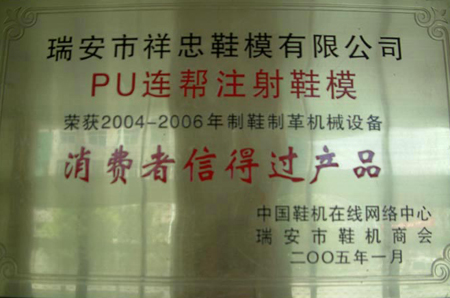 瑞安市祥忠鞋模有限公司
PU连帮注射鞋模
荣获2004-2006年制鞋制革机械设备
消费者信得过产品
中国鞋机在线网络中心
瑞安市鞋机商会
二OO五年一月